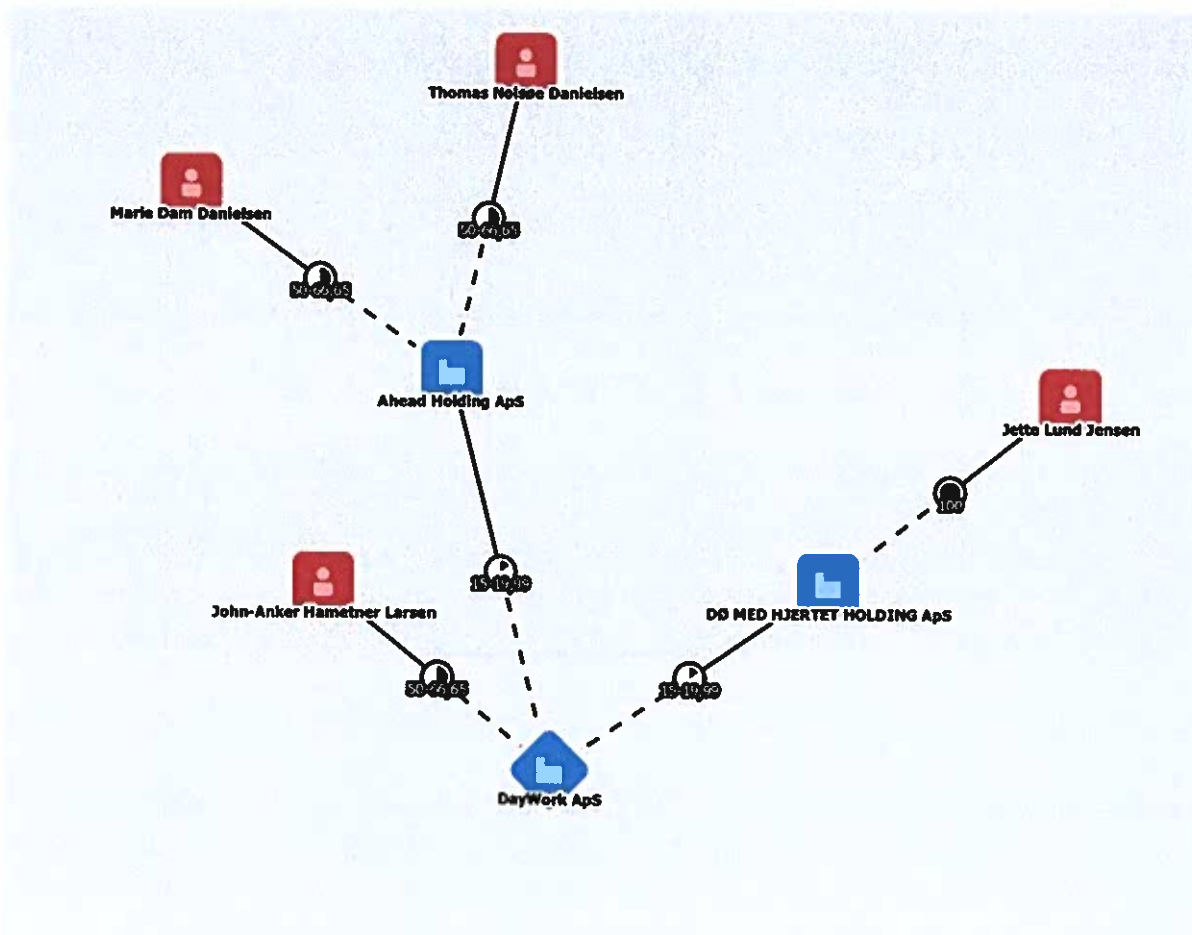 Thomas Nolsøe Danielsen
Marie Dam Danielsen
50-66,65
50-66,65
Ahead Holding ApS
Jette Lund Jensen
100
15-19,99
John-Anker Hametner Larsen
DØ MED HJERTET HOLDING ApS
50-66,65
15-19,99
DayWork ApS